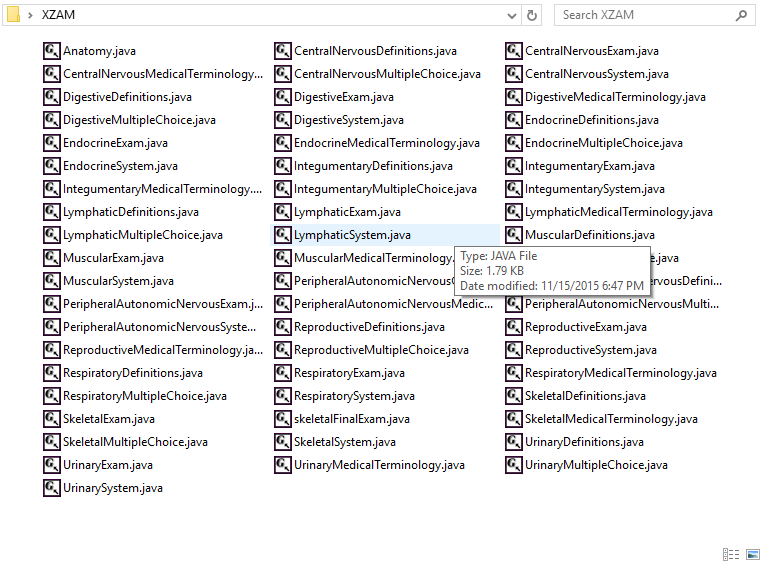 XZAM
Search XZAM
Anatomy.java CentralNervousDefinitions.java CentralNervousExam.java
CentralNervousMedicalTerminology... CentralNervousMultipleChoice.java CentralNervousSystem.java
DigestiveDefinitions.java DigestiveExam.java DigestiveMedicalTerminology.java
DigestiveMultipleChoice.java DigestiveSystem.java EndocrineDefinitions.java
EndocrineExam.java EndocrineMedicalTerminology.java EndocrineMultipleChoice.java
EndocrineSystem.java IntegumentaryDefinitions.java IntegumentaryExam.java
IntegumentaryMedicalTerminology.... IntegumentaryMultipleChoice.java IntegumentarySystem.java
LymphaticDefinitions.java LymphaticExam.java LymphaticMedicalTerminology.java
LymphaticMultipleChoice.java LymphaticSystem.java MuscularDefinitions.java
MuscularExam.java MuscularMedicalTerminology. e.java
Type: JAVA File
MuscularSystem.java PeripheralAutonomicNervous NervousDefini...
Size: 1.79 KB
Date modified: 11/15/2015 6:47 PM
PeripheralAutonomicNervousExam.j... PeripheralAutonomicNervousMedic... PeripheralAutonomicNervousMulti...
PeripheralAutonomicNervousSyste... ReproductiveDefinitions.java ReproductiveExam.java
ReproductiveMedicalTerminology.ja... ReproductiveMultipleChoice.java ReproductiveSystem.java
RespiratoryDefinitions.java RespiratoryExam.java RespiratoryMedicalTerminology.java
RespiratoryMultipleChoice.java RespiratorySystem.java SkeletalDefinitions.java
SkeletalExam.java skeletalFinalExam.java SkeletalMedicalTerminology.java
SkeletalMultipleChoice.java SkeletalSystem.java UrinaryDefinitions.java
UrinaryExam.java UrinaryMedicalTerminology.java UrinaryMultipleChoice.java
UrinarySystem.java